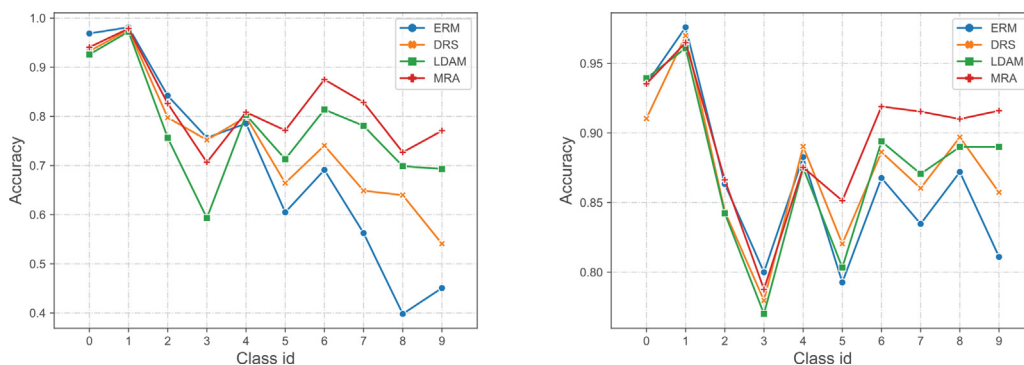 1.0
0.9
0.8
0.7
0.6
0.5
0.4
Accuracy
0 1 2 3 4 5 6 7 8 9
Class id
ERM
DRS
LDAM
MRA
0.95
0.90
0.85
0.80
Accuracy
0 1 2 3 4 5 6 7 8 9
Class id
ERM
DRS
LDAM
MRA